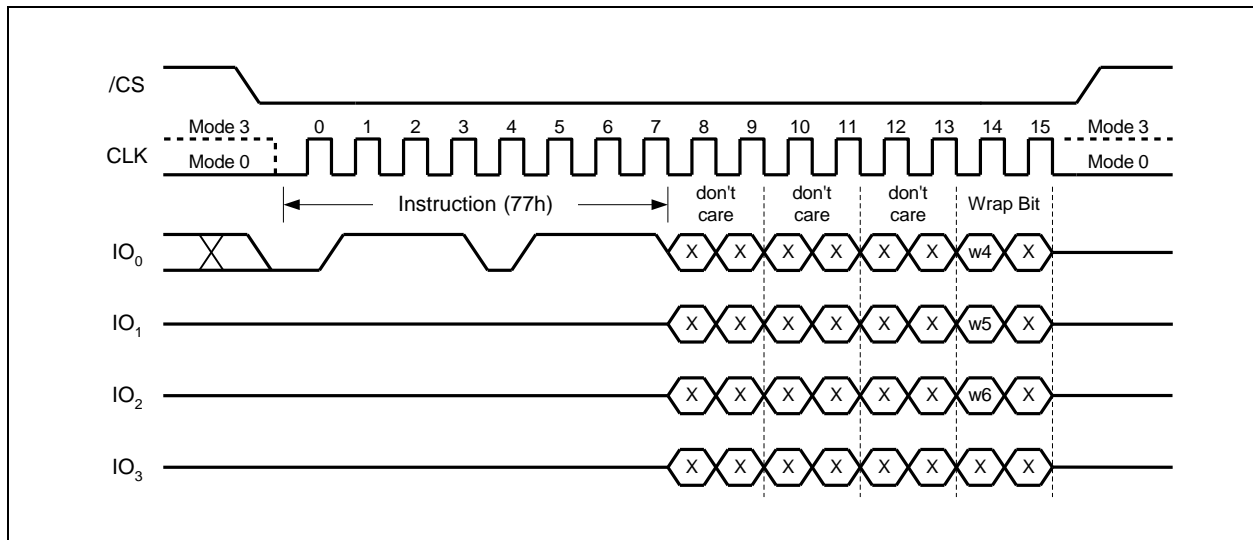 /CS
Mode 3 0 1 2 3 4 5 6 7 8 9 10 11 12 13 14 15 Mode 3
CLK Mode 0 Mode 0
Instruction (77h) don't care don't care don't care Wrap Bit
IO0 X X X X X X w4 X
IO1 X X X X X X w5 X
IO2 X X X X X X w6 X
IO3 X X X X X X X X